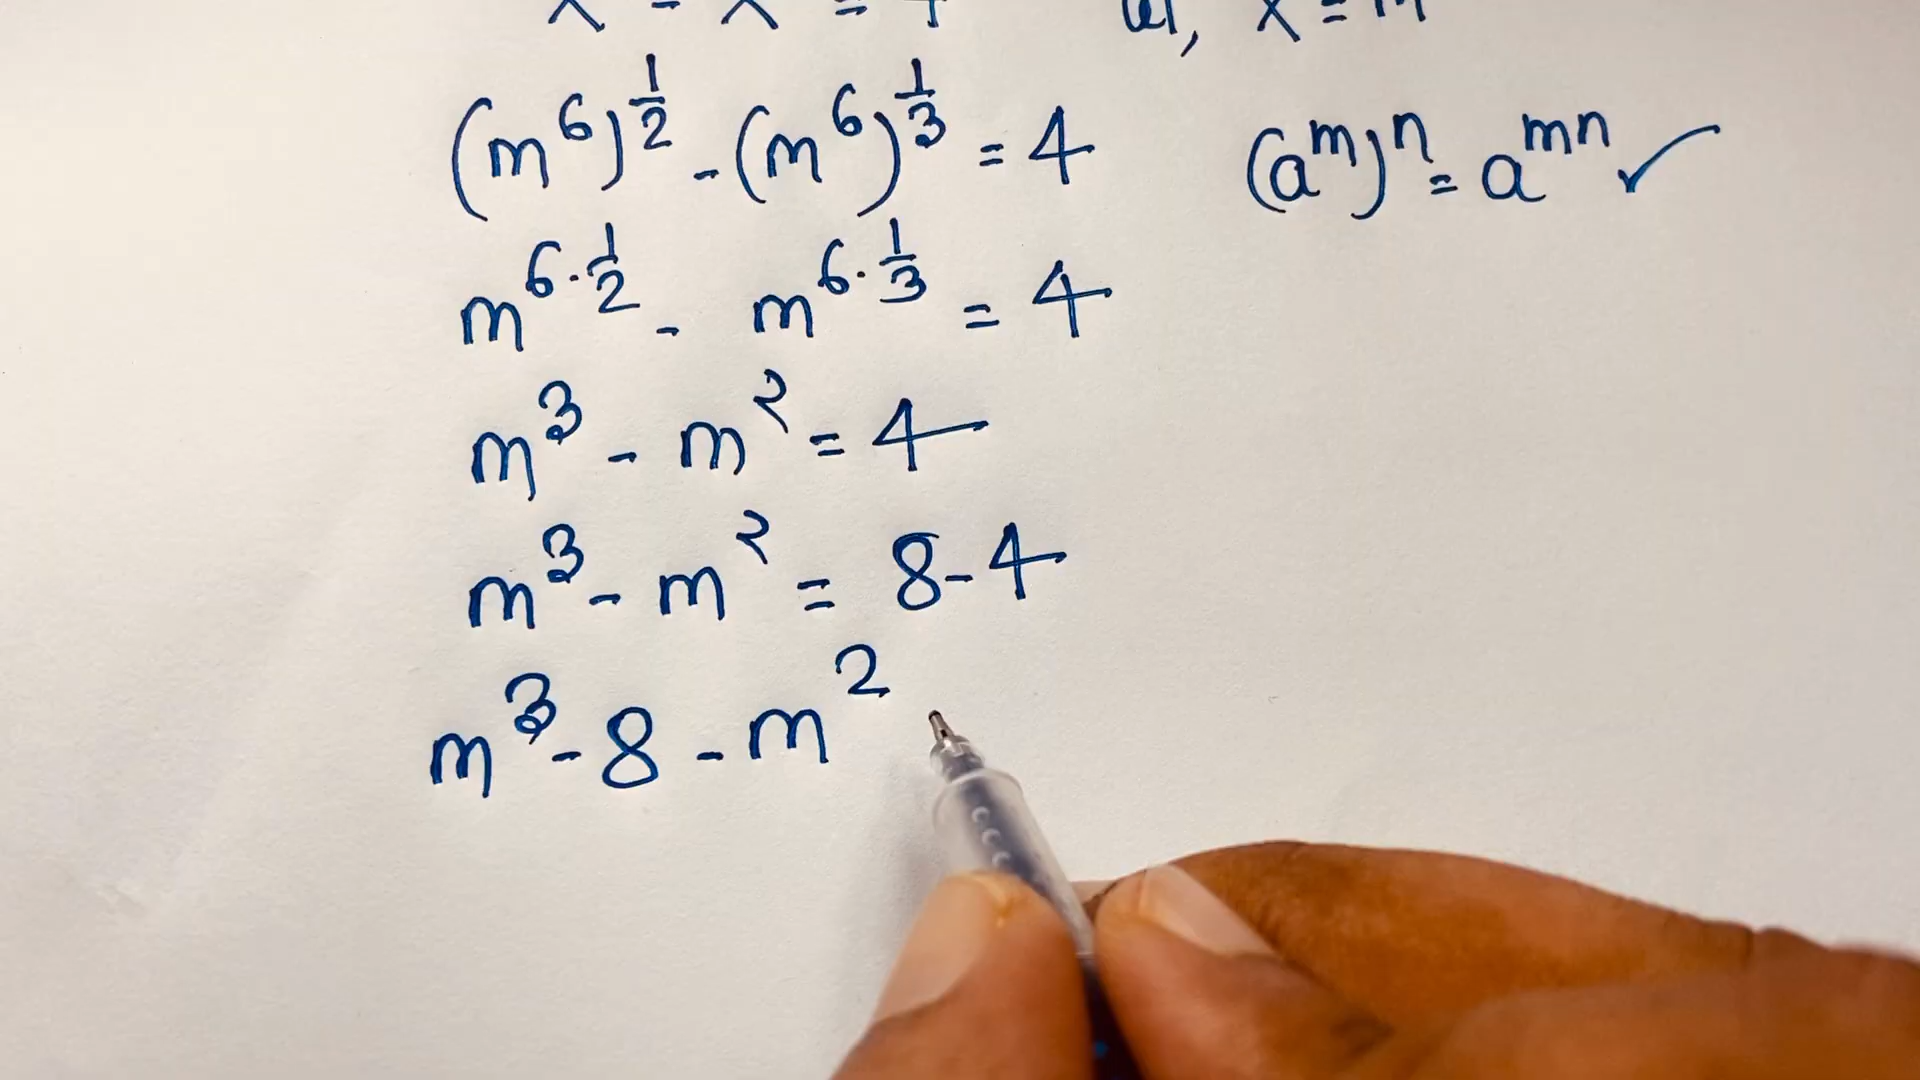 (m^6)^{1/2} - (m^6)^{1/3} = 4
(a^m)^n = a^{mn} ✓
m^{6·1/2} - m^{6·1/3} = 4
m^3 - m^2 = 4
m^3 - m^2 = 8-4
m^3 - 8 - m^2